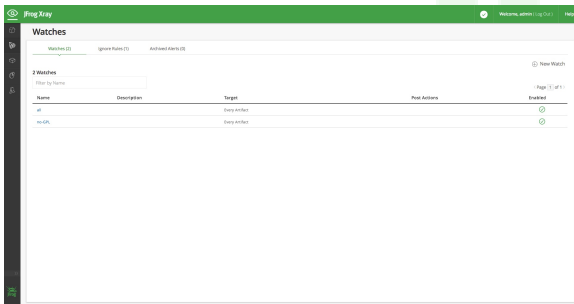 JFrog Xray
Welcome, admin ( Log Out )
Help
Watches
Watches (2)
Ignore Rules (1)
Archived Alerts (0)
New Watch
2 Watches
Filter by Name
Page 1 of 1
Name Description Target Post Actions Enabled
all Every Artifact
no-GPL Every Artifact